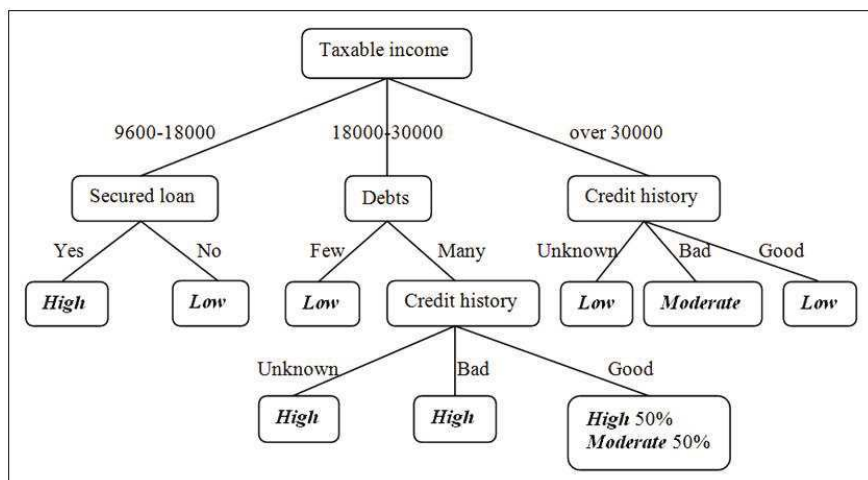 Taxable income
9600-18000 18000-30000 over 30000
Secured loan Debts Credit history
Yes No Few Many Unknown Bad Good
High Low Low Credit history Low Moderate Low
Unknown Bad Good
High High High 50%
Moderate 50%